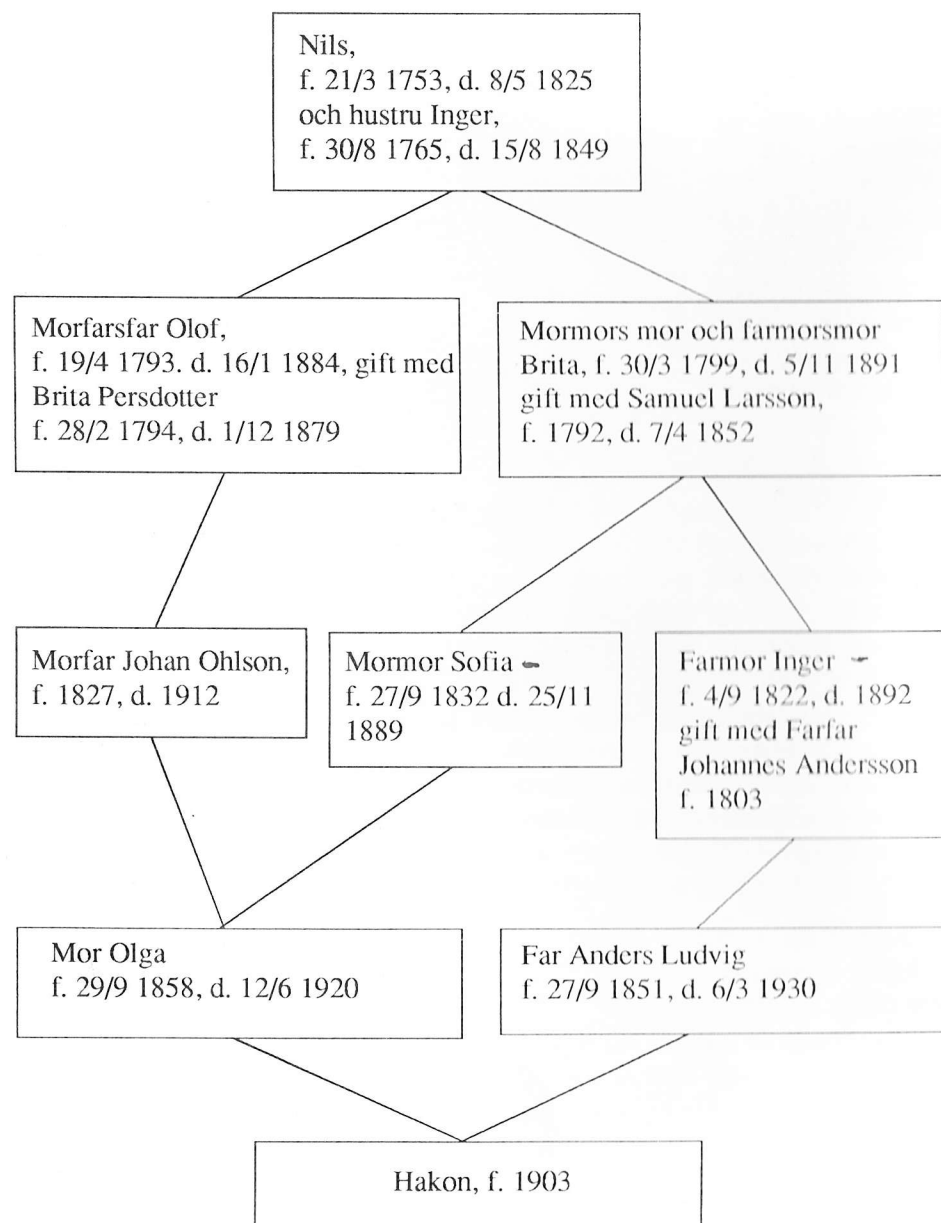 Nils,
f. 21/3 1753, d. 8/5 1825
och hustru Inger,
f. 30/8 1765, d. 15/8 1849
Morfarsfar Olof,
f. 19/4 1793. d. 16/1 1884, gift med
Brita Persdotter
f. 28/2 1794, d. 1/12 1879
Mormors mor och farmorsmor
Brita, f. 30/3 1799, d. 5/11 1891
gift med Samuel Larsson,
f. 1792, d. 7/4 1852
Morfar Johan Ohlson,
f. 1827, d. 1912
Mormor Sofia
f. 27/9 1832 d. 25/11
1889
Farmor Inger
f. 4/9 1822, d. 1892
gift med Farfar
Johannes Andersson
f. 1803
Mor Olga
f. 29/9 1858, d. 12/6 1920
Far Anders Ludvig
f. 27/9 1851, d. 6/3 1930
Hakon, f. 1903